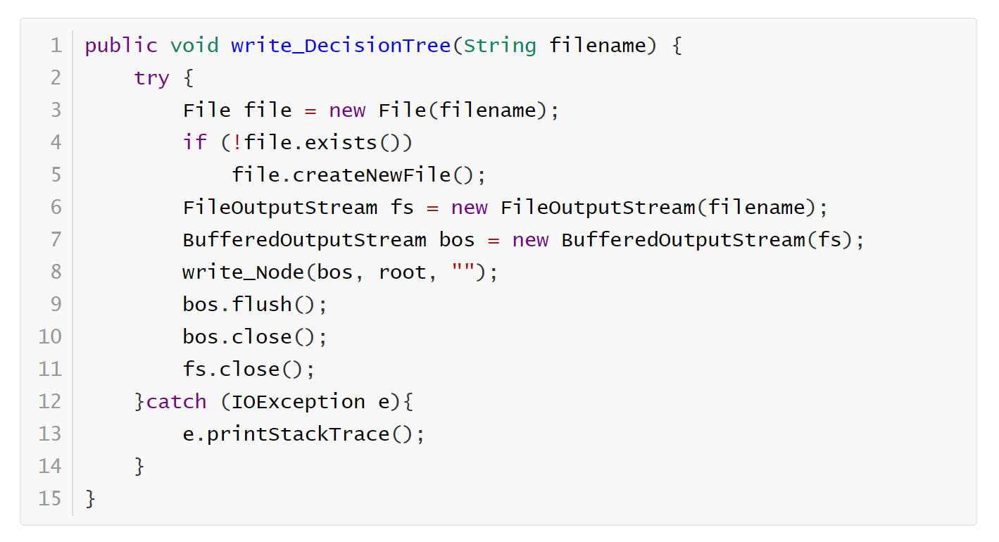 1 public void write_DecisionTree(String filename) {
2     try {
3         File file = new File(filename);
4         if (!file.exists())
5             file.createNewFile();
6         FileOutputStream fs = new FileOutputStream(filename);
7         BufferedOutputStream bos = new BufferedOutputStream(fs);
8         write_Node(bos, root, "");
9         bos.flush();
10         bos.close();
11         fs.close();
12     }catch (IOException e){
13         e.printStackTrace();
14     }
15 }